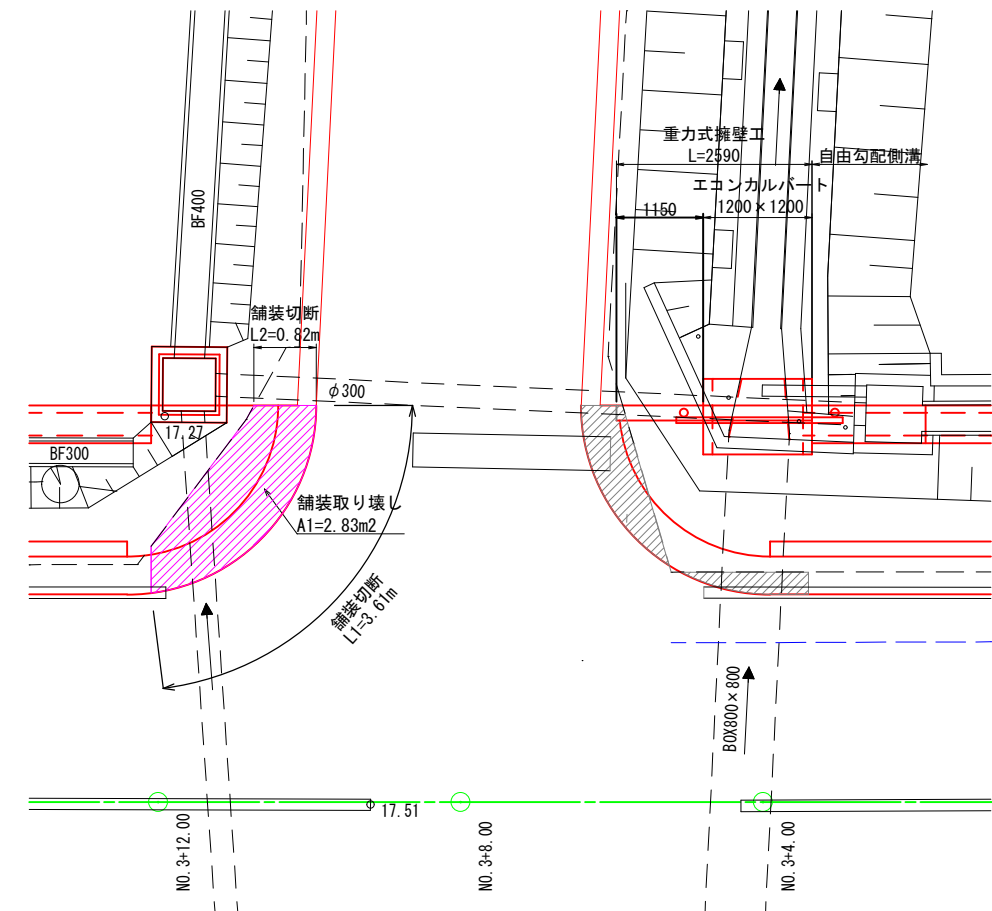 重力式擁壁工
L=2590
自由勾配側溝
エコンカルバート
1200×1200
1150
BF400
舗装切断
L2=0.82m
φ300
17.27
BF300
舗装取り壊し
A1=2.83m2
舗装切断
L1=3.61m
BOX800×800
17.51
NO.3+12.00
NO.3+8.00
NO.3+4.00